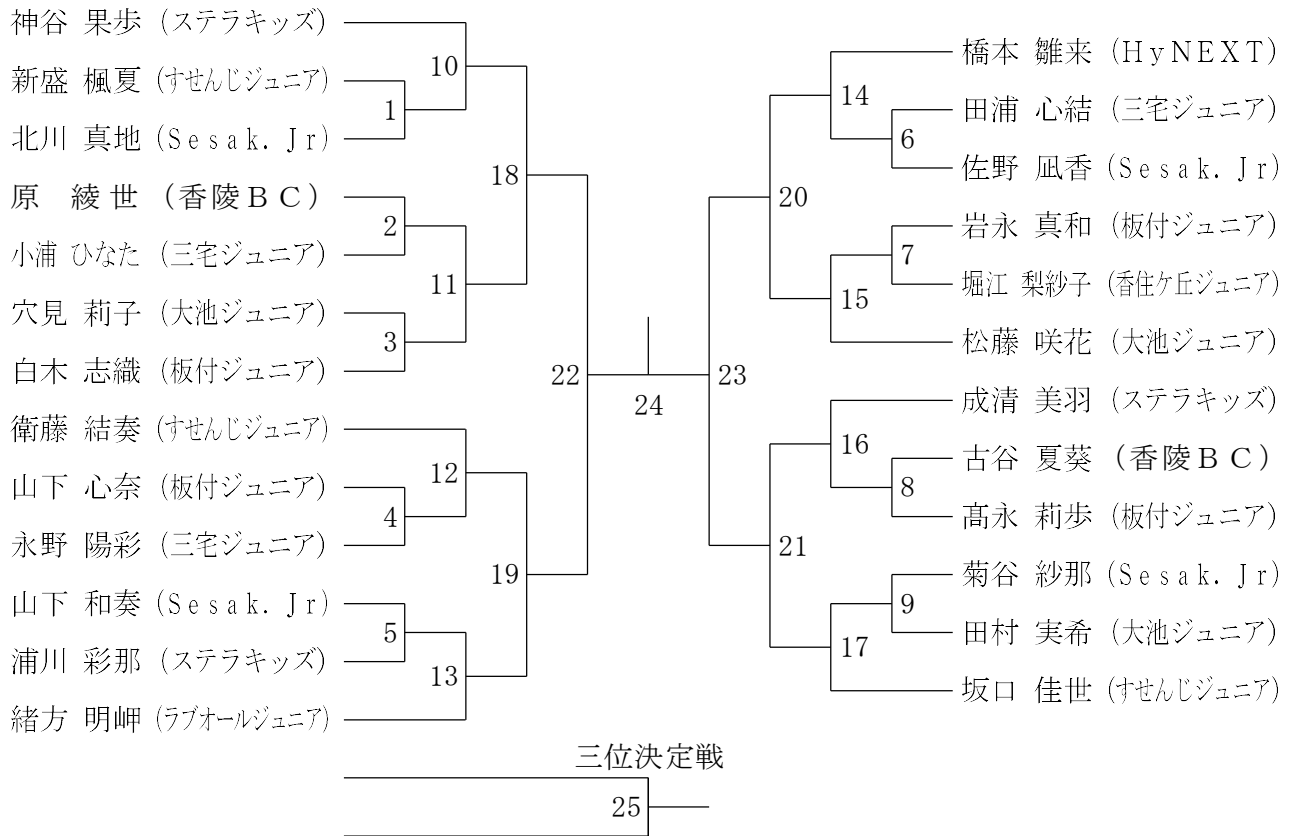 神谷 果歩 (ステラキッズ)
新盛 楓夏 (すせんじジュニア)
北川 真地 (Sesak. Jr)
原 綾世 (香陵BC)
小浦 ひなた (三宅ジュニア)
穴見 莉子 (大池ジュニア)
白木 志織 (板付ジュニア)
衛藤 結奏 (すせんじジュニア)
山下 心奈 (板付ジュニア)
永野 陽彩 (三宅ジュニア)
山下 和奏 (Sesak. Jr)
浦川 彩那 (ステラキッズ)
緒方 明岬 (ラブオールジュニア)
1
2
3
4
5
10
11
12
13
18
19
22
24
23
20
21
14
15
16
17
6
7
8
9
橋本 雛来 (HyNEXT)
田浦 心結 (三宅ジュニア)
佐野 凪香 (Sesak. Jr)
岩永 真和 (板付ジュニア)
堀江 梨紗子 (香住ケ丘ジュニア)
松藤 咲花 (大池ジュニア)
成清 美羽 (ステラキッズ)
古谷 夏葵 (香陵BC)
髙永 莉歩 (板付ジュニア)
菊谷 紗那 (Sesak. Jr)
田村 実希 (大池ジュニア)
坂口 佳世 (すせんじジュニア)
三位決定戦
25